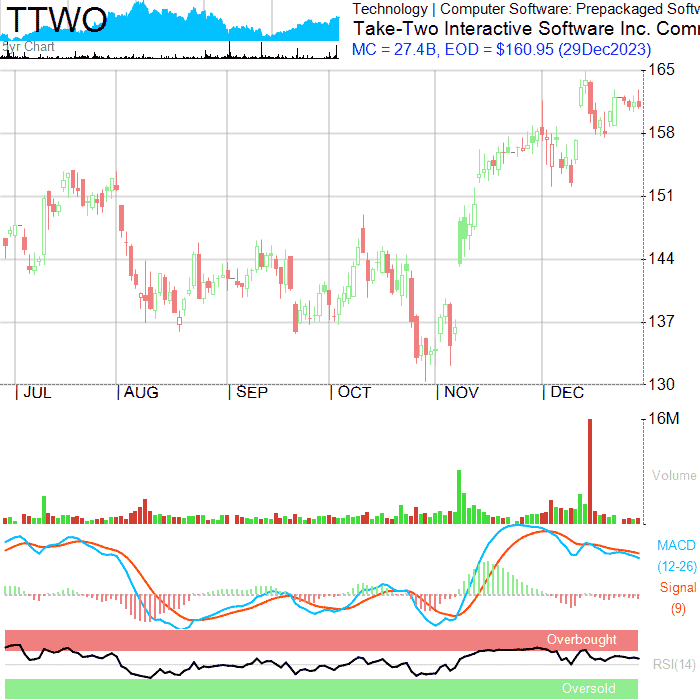 TTWO
5yr Chart
Technology | Computer Software: Prepackaged Softw
Take-Two Interactive Software Inc. Comm
MC = 27.4B, EOD = $160.95 (29Dec2023)
165
158
151
144
137
130
JUL AUG SEP OCT NOV DEC
16M
Volume
MACD
(12-26)
Signal
(9)
Overbought
RSI(14)
Oversold